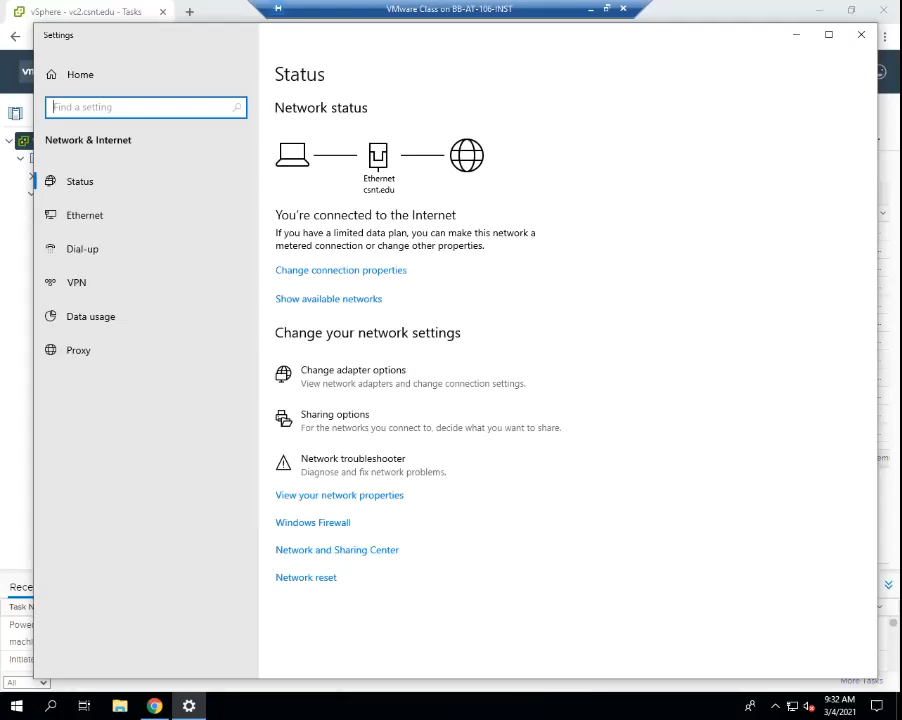 vSphere - vc2.csnt.edu - Tasks
VMware Class on BB-AT-106-INST
vm
Settings
Home
Find a setting
Network & Internet
Status
Ethernet
Dial-up
VPN
Data usage
Proxy
Status
Network status
Ethernet
csnt.edu
You're connected to the Internet
If you have a limited data plan, you can make this network a
metered connection or change other properties.
Change connection properties
Show available networks
Change your network settings
Change adapter options
View network adapters and change connection settings.
Sharing options
For the networks you connect to, decide what you want to share.
Network troubleshooter
Diagnose and fix network problems.
View your network properties
Windows Firewall
Network and Sharing Center
Network reset
Rece
Task N
Power
machi
Initiate
All
More Tasks
9:32 AM
3/4/2021